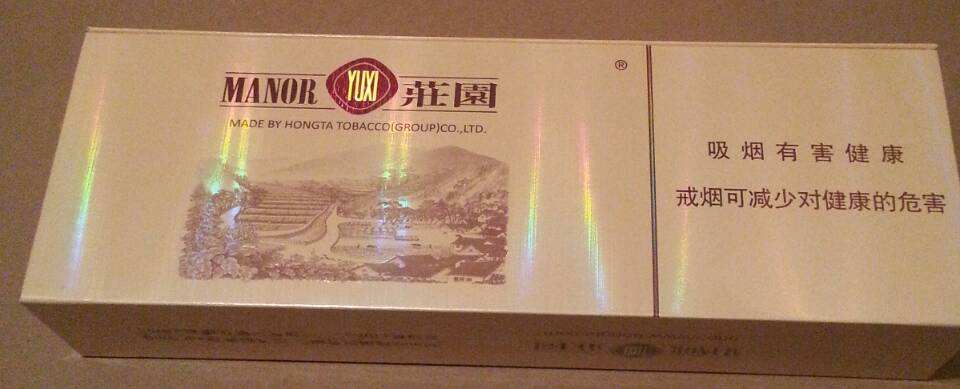 MANOR YUXI 莊園
®
MADE BY HONGTA TOBACCO(GROUP)CO.,LTD.
吸烟有害健康
戒烟可减少对健康的危害